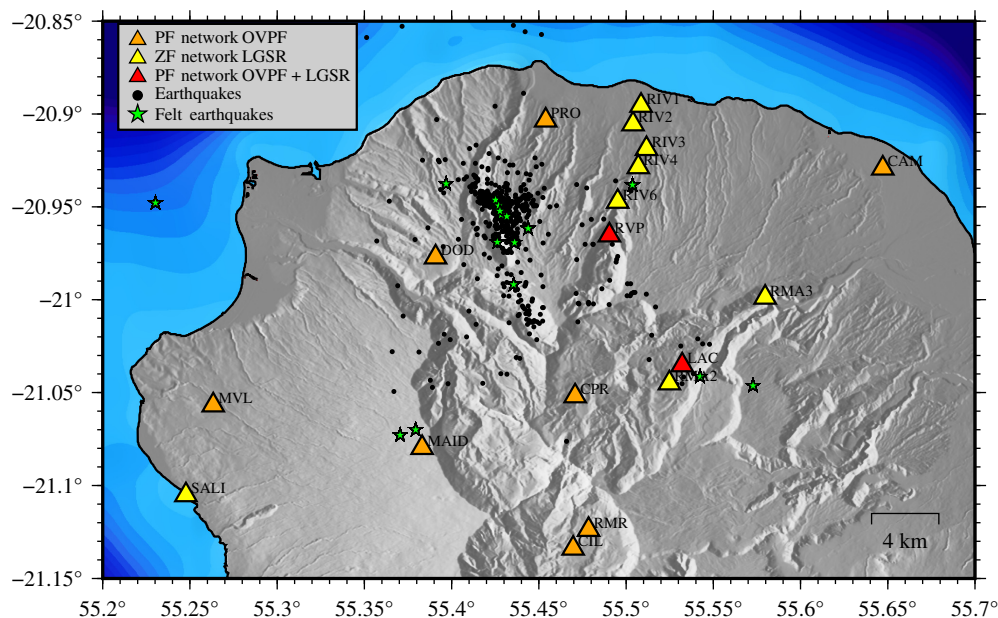 −20.85°
PF network OVPF
ZF network LGSR
PF network OVPF + LGSR
Earthquakes
Felt earthquakes
−20.9°
PRO
RIV1
RIV2
RIV3
RIV4
CAM
−20.95°
RIV6
RVP
DOD
−21°
RMA3
LAC
RMA2
−21.05°
MVL
CPR
MAID
−21.1°
SALI
RMR
CIL
4 km
−21.15°
55.2° 55.25° 55.3° 55.35° 55.4° 55.45° 55.5° 55.55° 55.6° 55.65° 55.7°